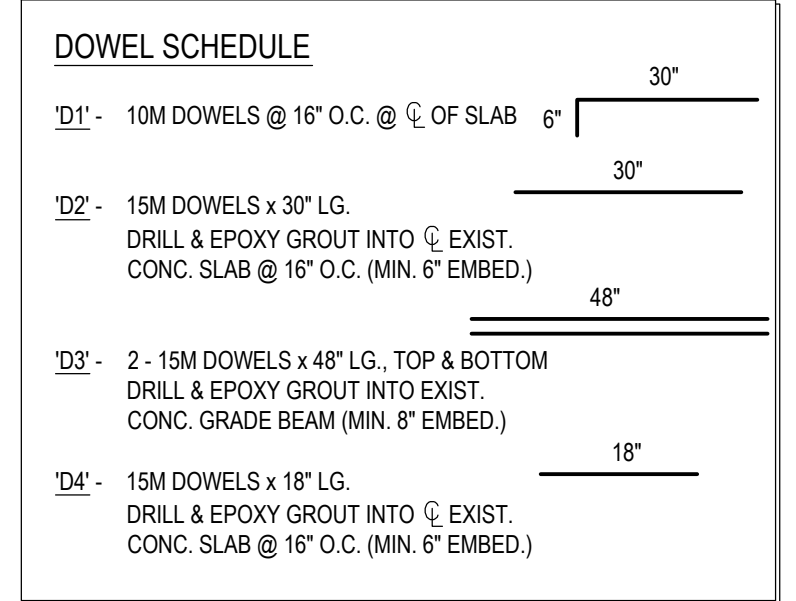 DOWEL SCHEDULE
30"
'D1' - 10M DOWELS @ 16" O.C. @ ℄ OF SLAB 6"
30"
'D2' - 15M DOWELS x 30" LG.
DRILL & EPOXY GROUT INTO ℄ EXIST.
CONC. SLAB @ 16" O.C. (MIN. 6" EMBED.)
48"
'D3' - 2 - 15M DOWELS x 48" LG., TOP & BOTTOM
DRILL & EPOXY GROUT INTO EXIST.
CONC. GRADE BEAM (MIN. 8" EMBED.)
18"
'D4' - 15M DOWELS x 18" LG.
DRILL & EPOXY GROUT INTO ℄ EXIST.
CONC. SLAB @ 16" O.C. (MIN. 6" EMBED.)